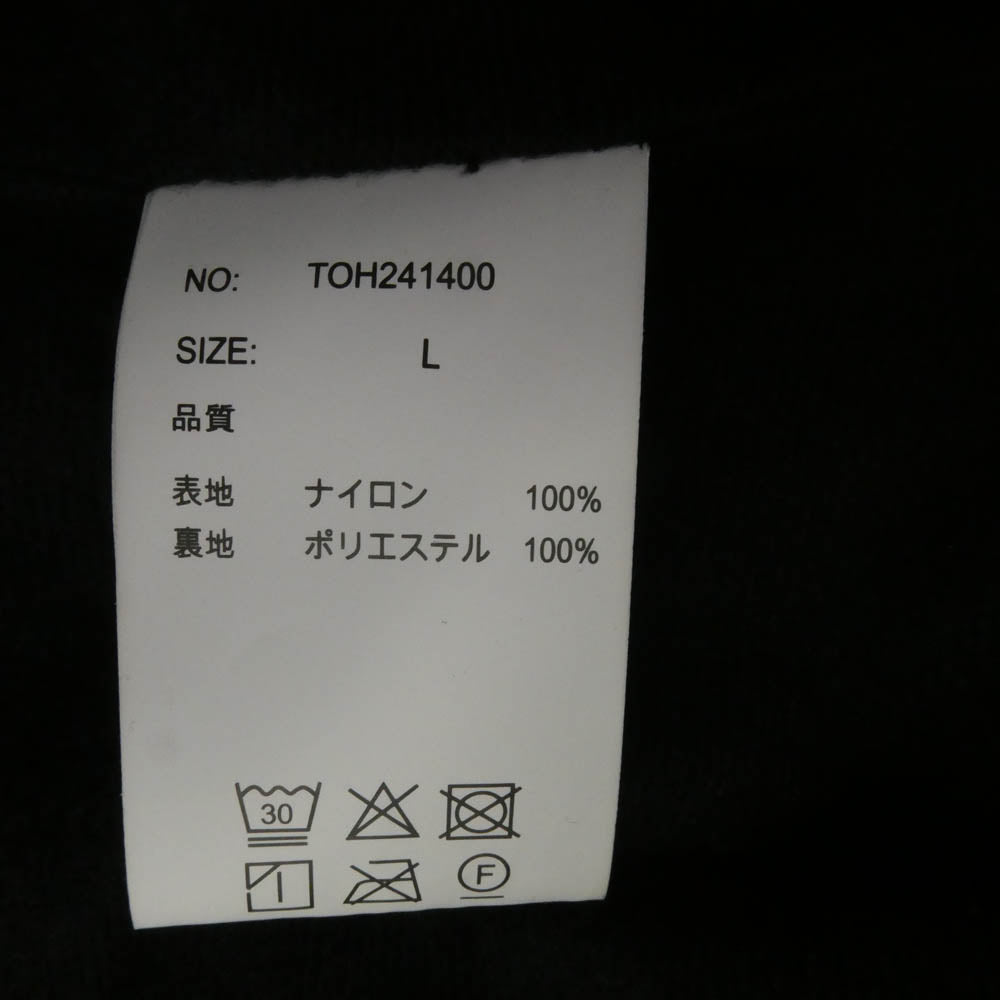 NO: TOH241400
SIZE: L
品質
表地 ナイロン 100%
裏地 ポリエステル 100%
30
F